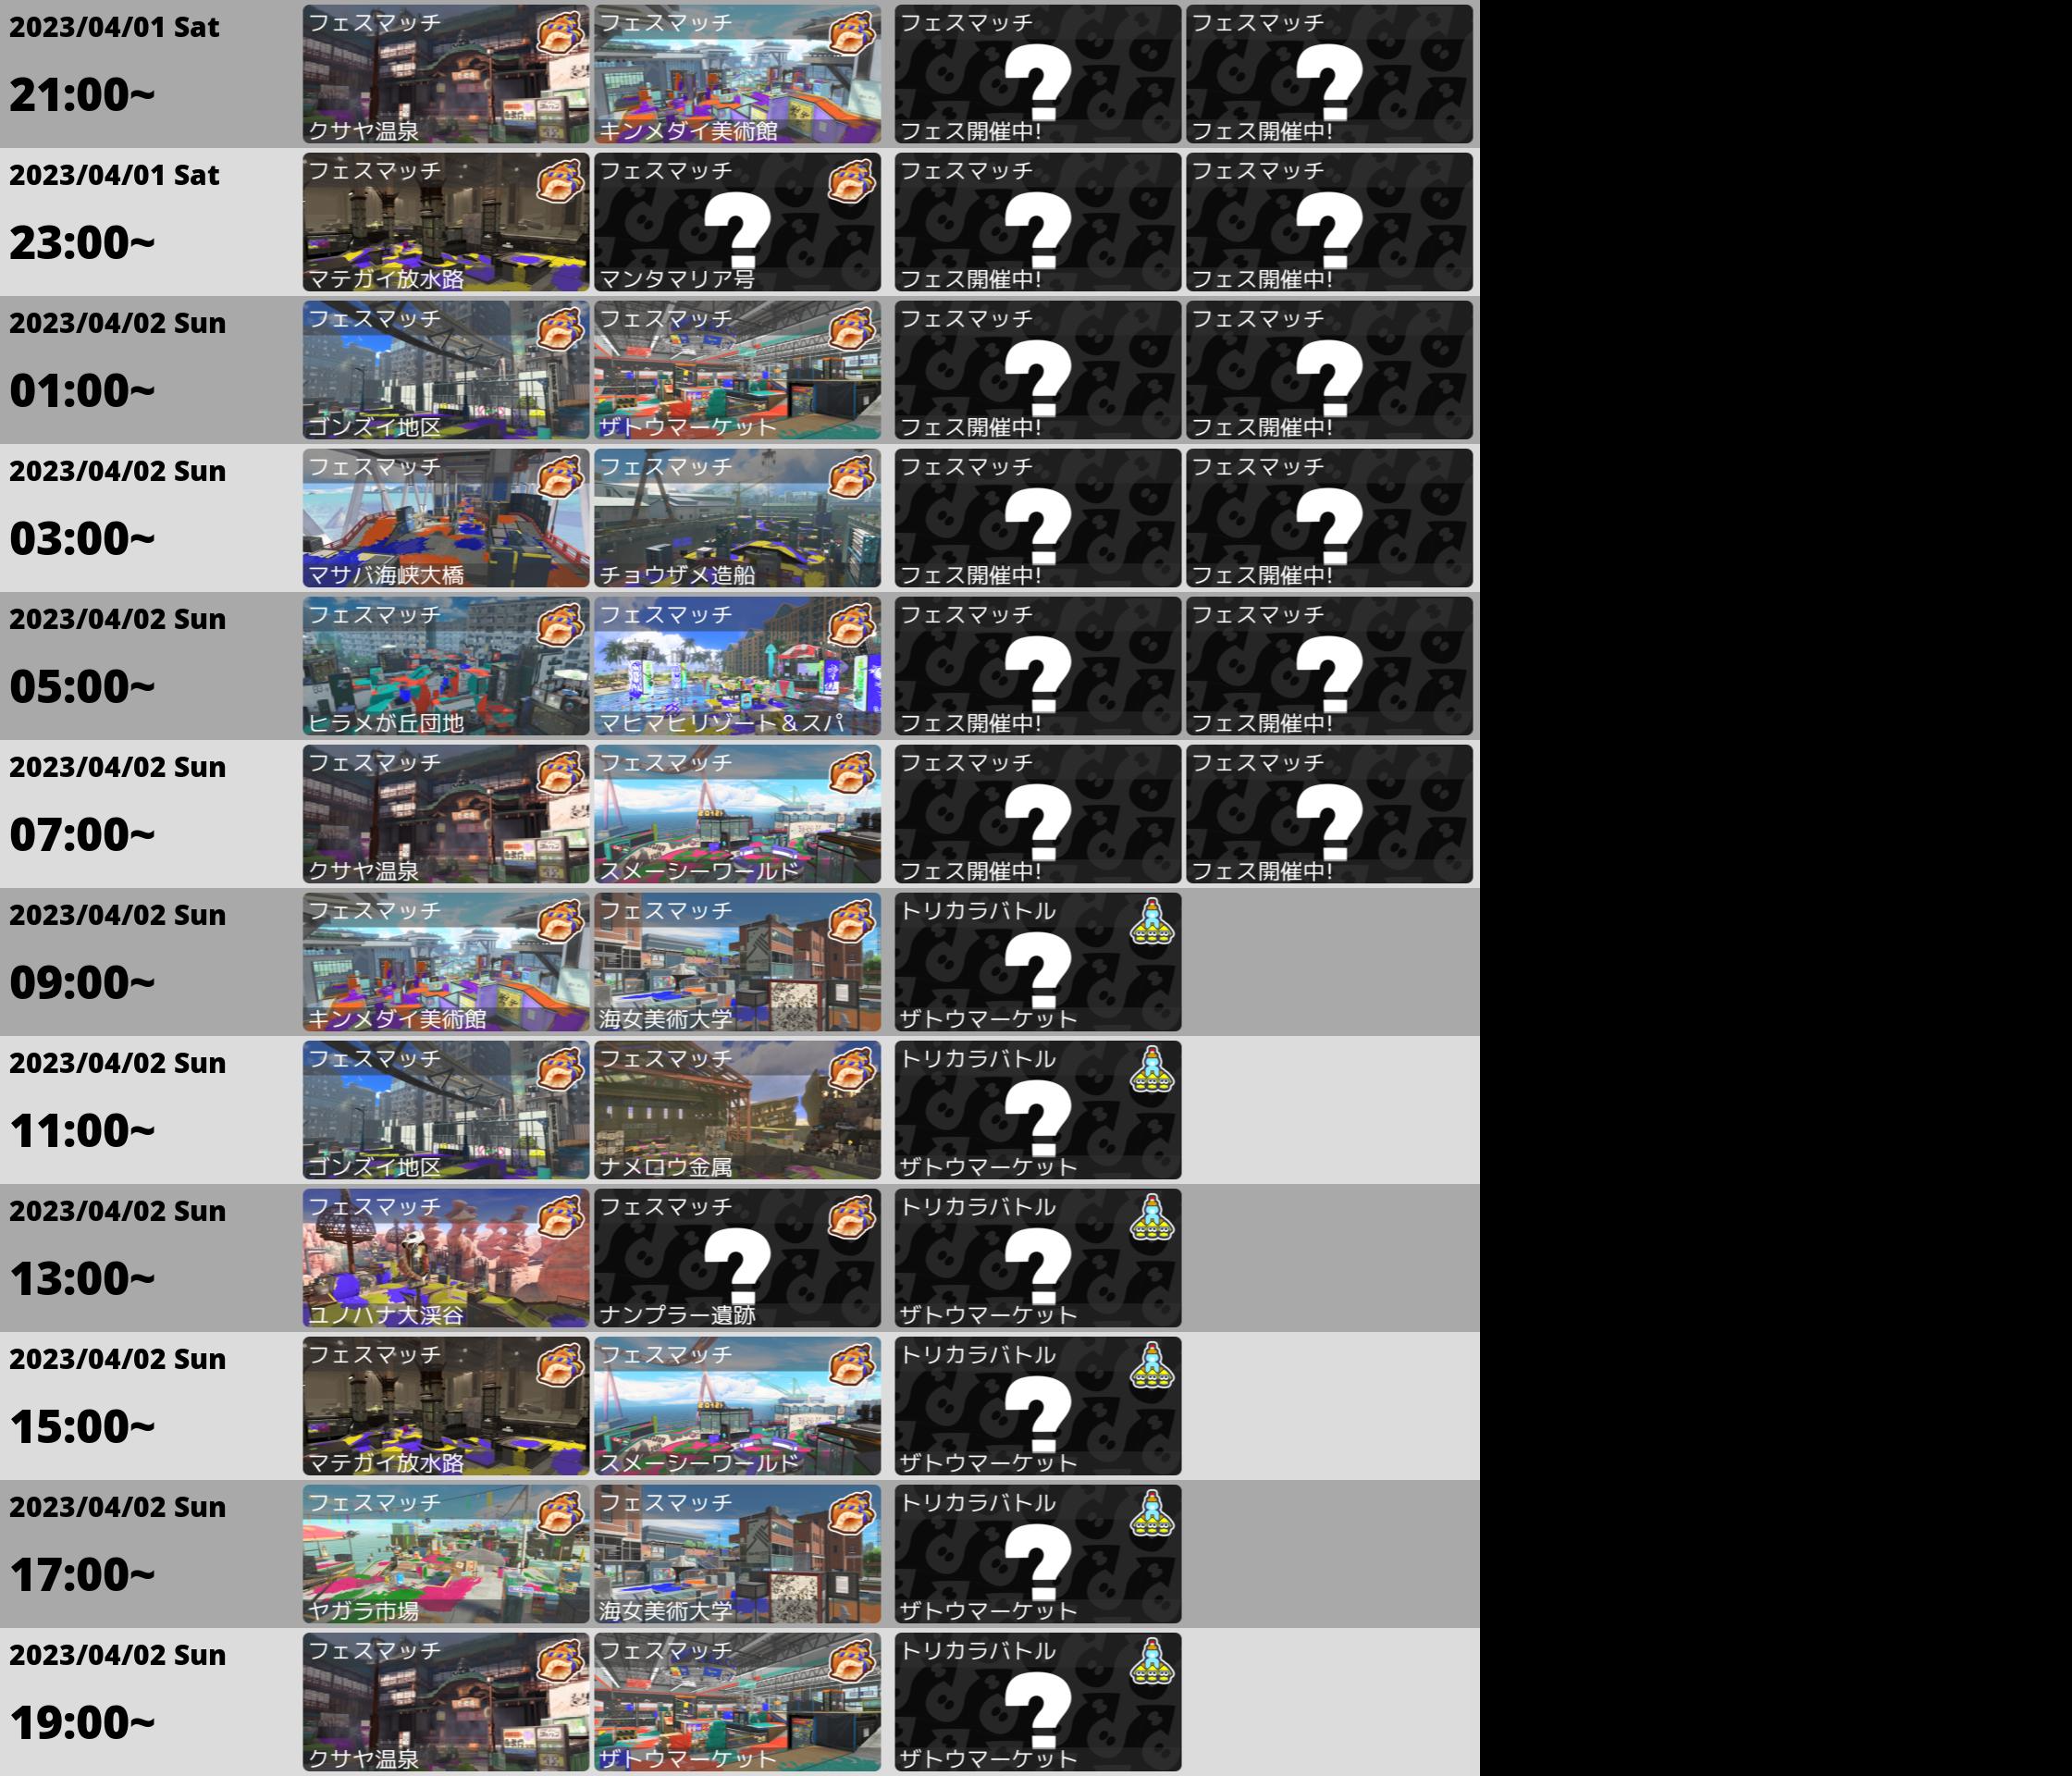 2023/04/01 Sat
21:00~
フェスマッチ
クサヤ温泉
フェスマッチ
キンメダイ美術館
フェスマッチ
フェス開催中!
フェスマッチ
フェス開催中!
2023/04/01 Sat
23:00~
フェスマッチ
マテガイ放水路
フェスマッチ
?
マンタマリア号
フェスマッチ
?
フェス開催中!
フェスマッチ
?
フェス開催中!
2023/04/02 Sun
01:00~
フェスマッチ
ゴンズイ地区
フェスマッチ
ザトウマーケット
フェスマッチ
?
フェス開催中!
フェスマッチ
?
フェス開催中!
2023/04/02 Sun
03:00~
フェスマッチ
マサバ海峡大橋
フェスマッチ
チョウザメ造船
フェスマッチ
?
フェス開催中!
フェスマッチ
?
フェス開催中!
2023/04/02 Sun
05:00~
フェスマッチ
ヒラメが丘団地
フェスマッチ
マヒマヒリゾート＆スパ
フェスマッチ
?
フェス開催中!
フェスマッチ
?
フェス開催中!
2023/04/02 Sun
07:00~
フェスマッチ
クサヤ温泉
フェスマッチ
スメーシーワールド
フェスマッチ
?
フェス開催中!
フェスマッチ
?
フェス開催中!
2023/04/02 Sun
09:00~
フェスマッチ
キンメダイ美術館
フェスマッチ
海女美術大学
トリカラバトル
?
ザトウマーケット
2023/04/02 Sun
11:00~
フェスマッチ
ゴンズイ地区
フェスマッチ
ナメロウ金属
トリカラバトル
?
ザトウマーケット
2023/04/02 Sun
13:00~
フェスマッチ
ユノハナ大渓谷
フェスマッチ
?
ナンプラー遺跡
トリカラバトル
?
ザトウマーケット
2023/04/02 Sun
15:00~
フェスマッチ
マテガイ放水路
フェスマッチ
スメーシーワールド
トリカラバトル
?
ザトウマーケット
2023/04/02 Sun
17:00~
フェスマッチ
ヤガラ市場
フェスマッチ
海女美術大学
トリカラバトル
?
ザトウマーケット
2023/04/02 Sun
19:00~
フェスマッチ
クサヤ温泉
フェスマッチ
ザトウマーケット
トリカラバトル
?
ザトウマーケット